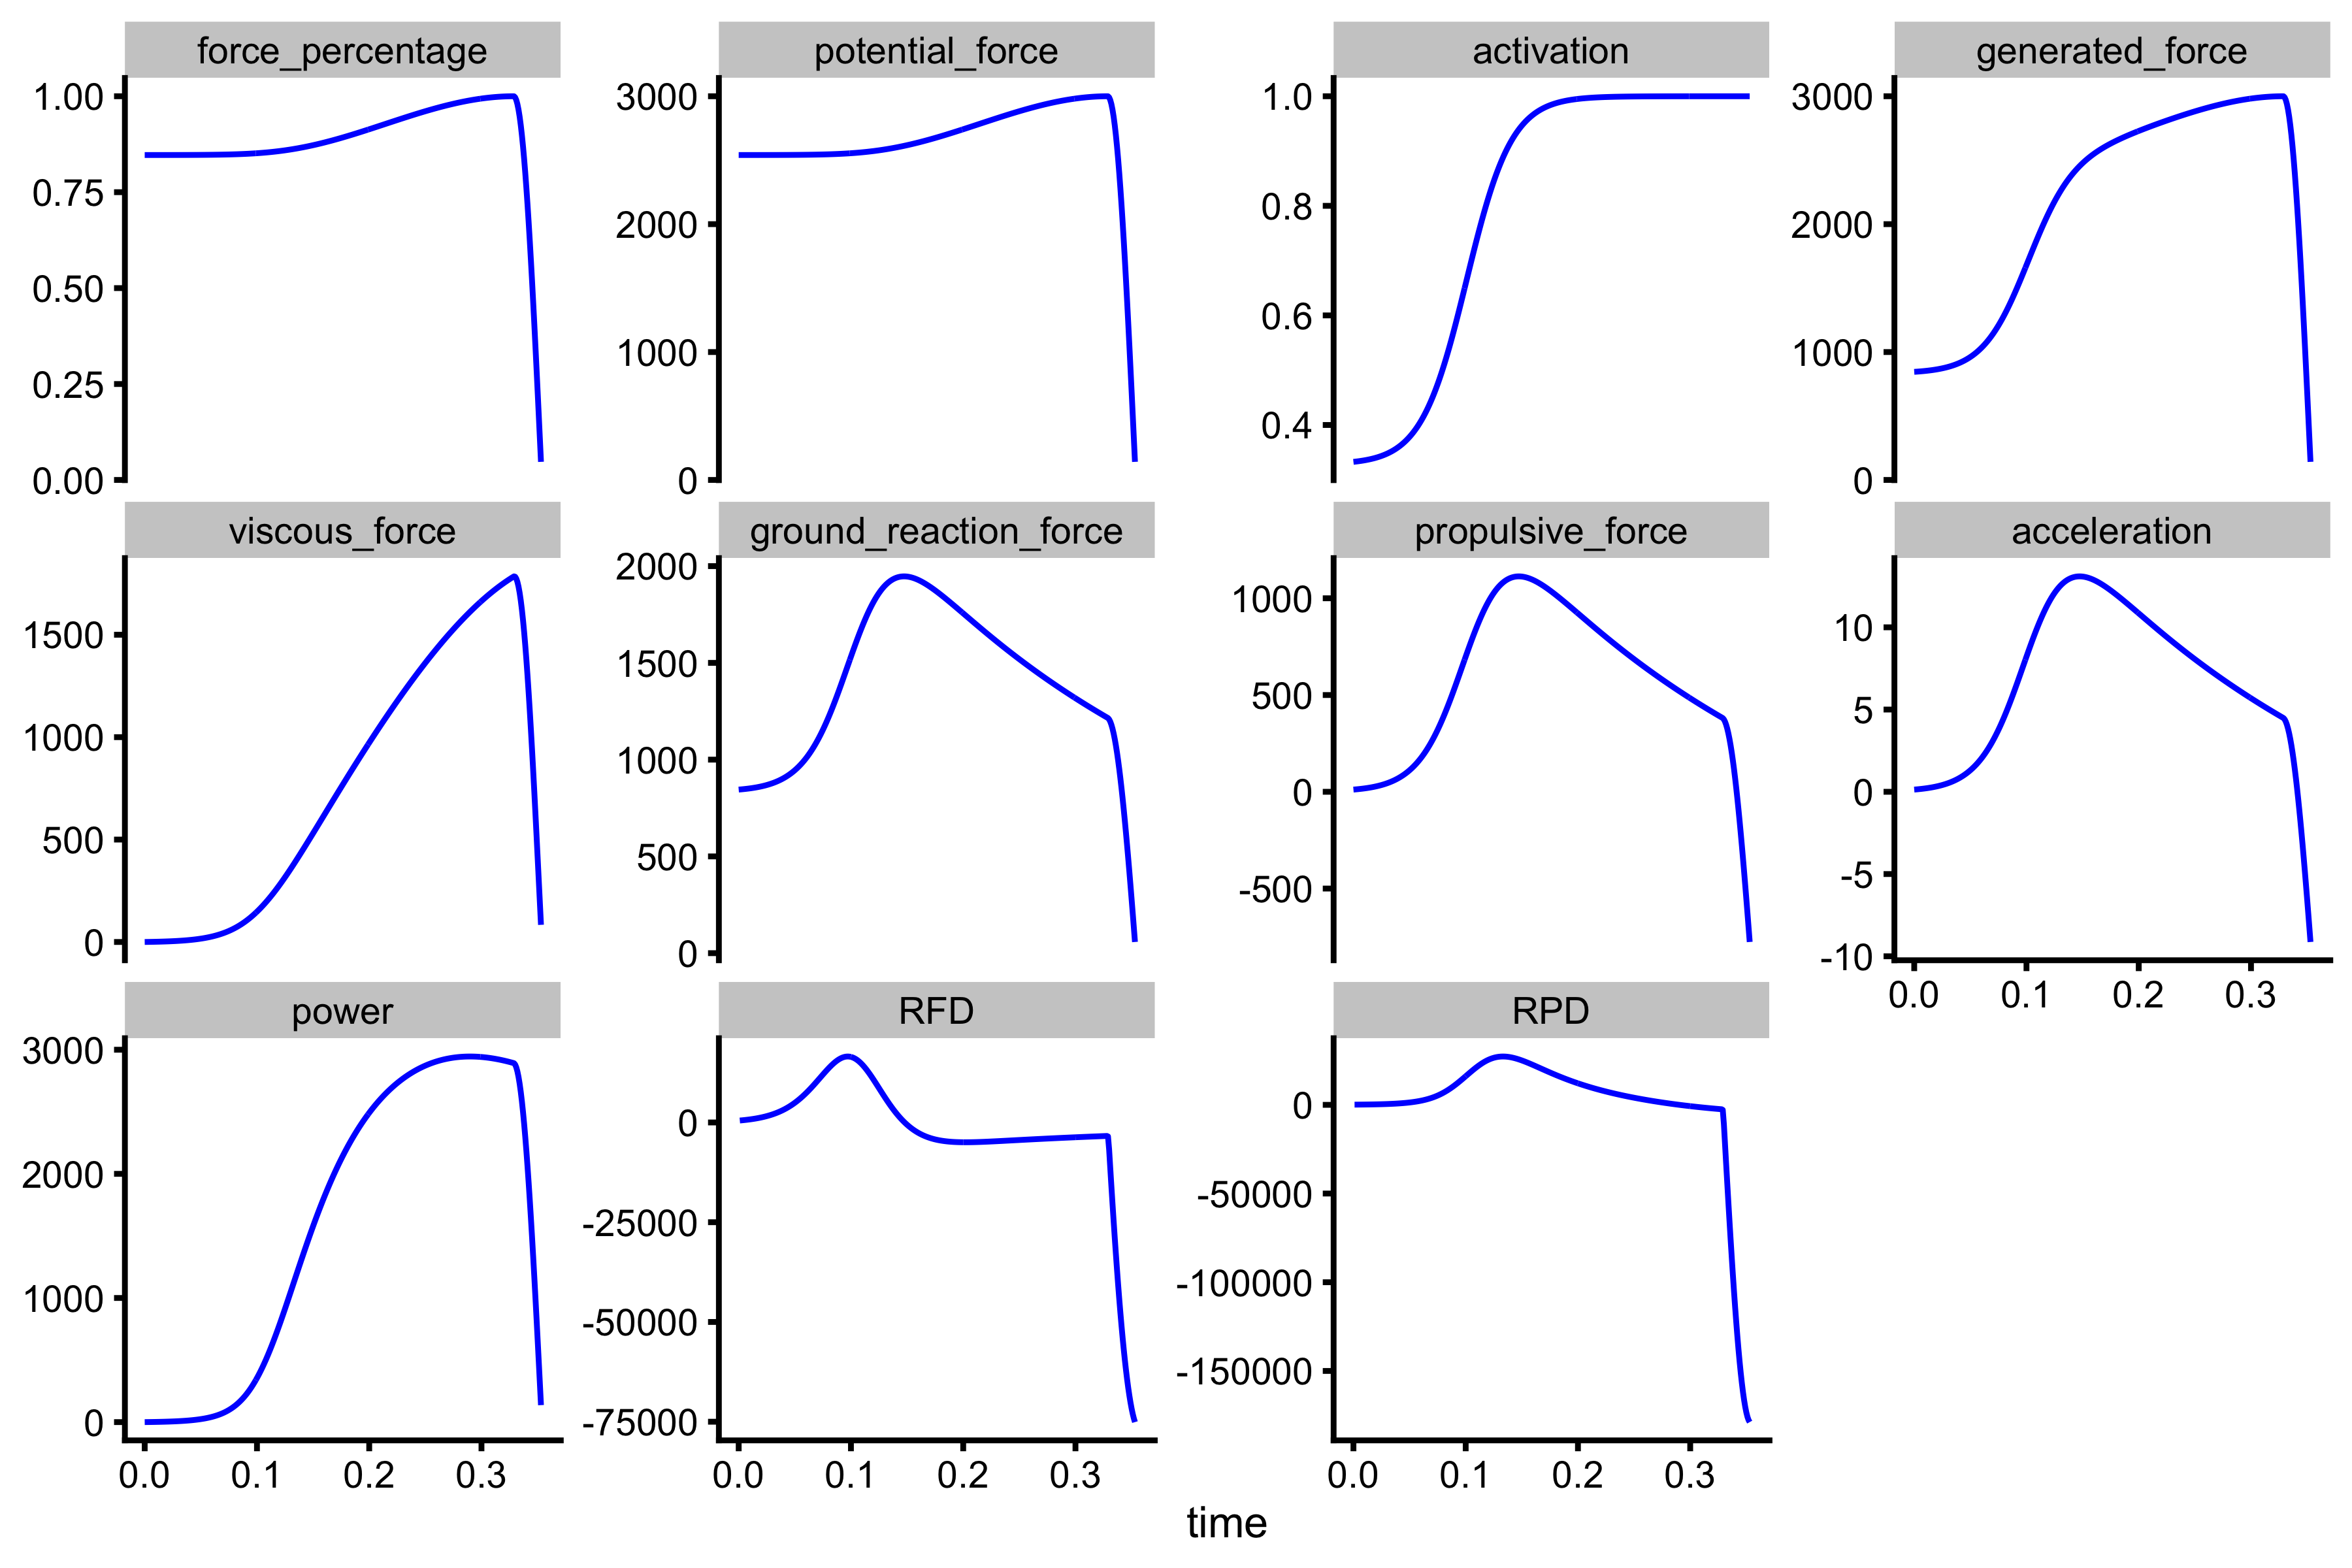 force_percentage
potential_force
activation
generated_force
1.00
0.75
0.50
0.25
0.00
3000
2000
1000
0
1.0
0.8
0.6
0.4
3000
2000
1000
0
viscous_force
ground_reaction_force
propulsive_force
acceleration
1500
1000
500
0
2000
1500
1000
500
0
1000
500
0
-500
10
5
0
-5
-10
0.0 0.1 0.2 0.3
power
RFD
RPD
3000
2000
1000
0
0
-25000
-50000
-75000
0
-50000
-100000
-150000
0.0 0.1 0.2 0.3
0.0 0.1 0.2 0.3
0.0 0.1 0.2 0.3
time